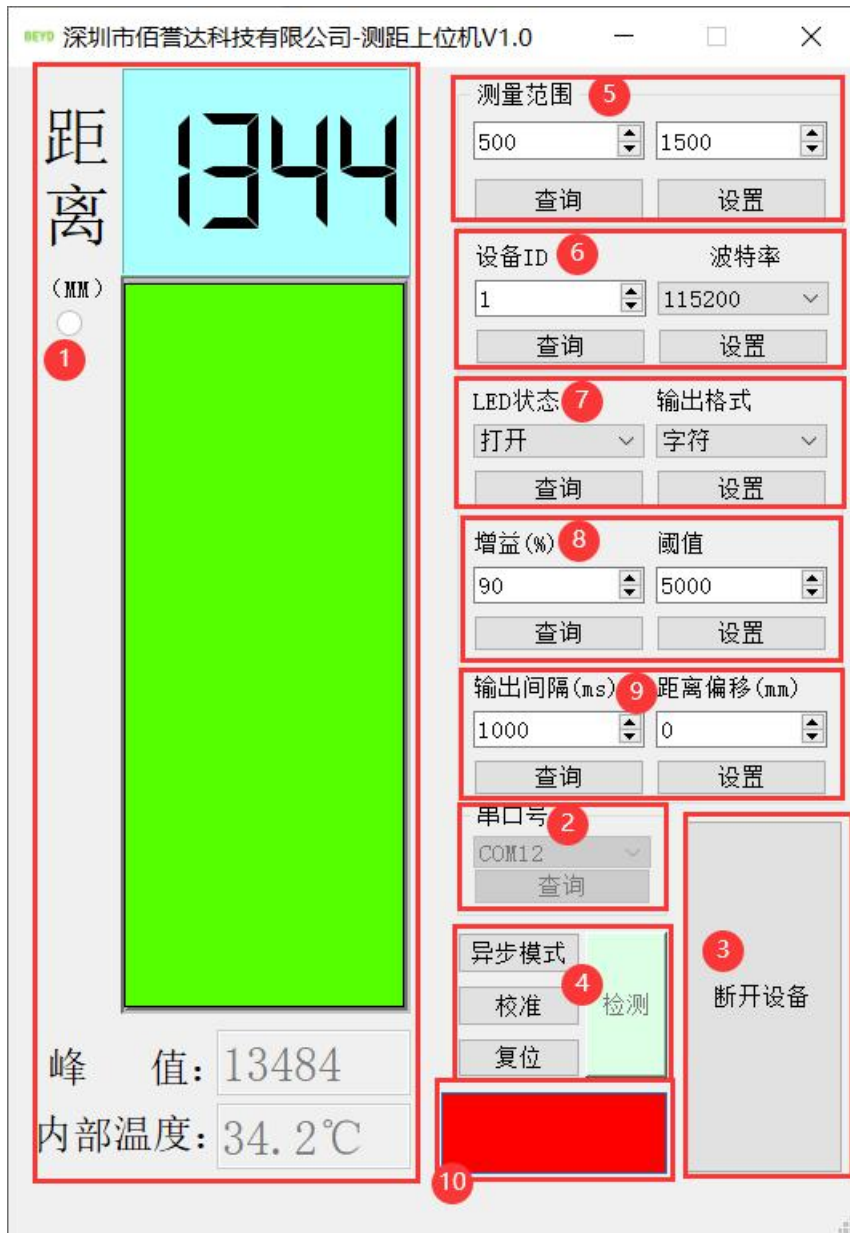 BEYD 深圳市佰誉达科技有限公司-测距上位机V1.0
距离
1344
(MM)
1
峰 值: 13484
内部温度: 34.2℃
测量范围 5
500 1500
查询 设置
设备ID 6 波特率
1 115200
查询 设置
LED状态 7 输出格式
打开 字符
查询 设置
增益(%) 8 阈值
90 5000
查询 设置
输出间隔(ms) 9 距离偏移(mm)
1000 0
查询 设置
串口号 2
COM12
查询
异步模式
校准 4 检测
复位
3
断开设备
10